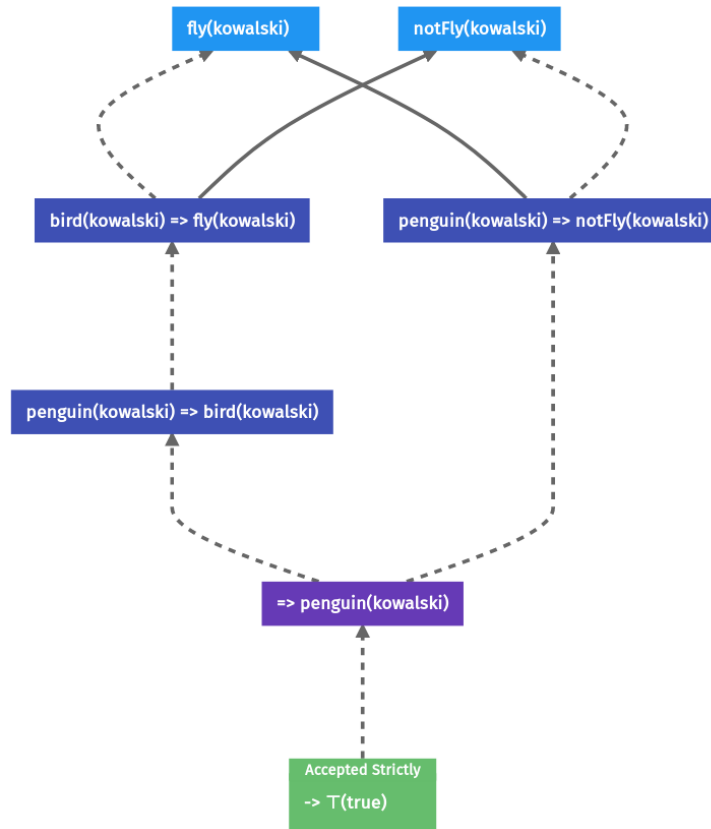 fly(kowalski)
notFly(kowalski)
bird(kowalski) => fly(kowalski)
penguin(kowalski) => notFly(kowalski)
penguin(kowalski) => bird(kowalski)
=> penguin(kowalski)
Accepted Strictly
-> ⊤(true)